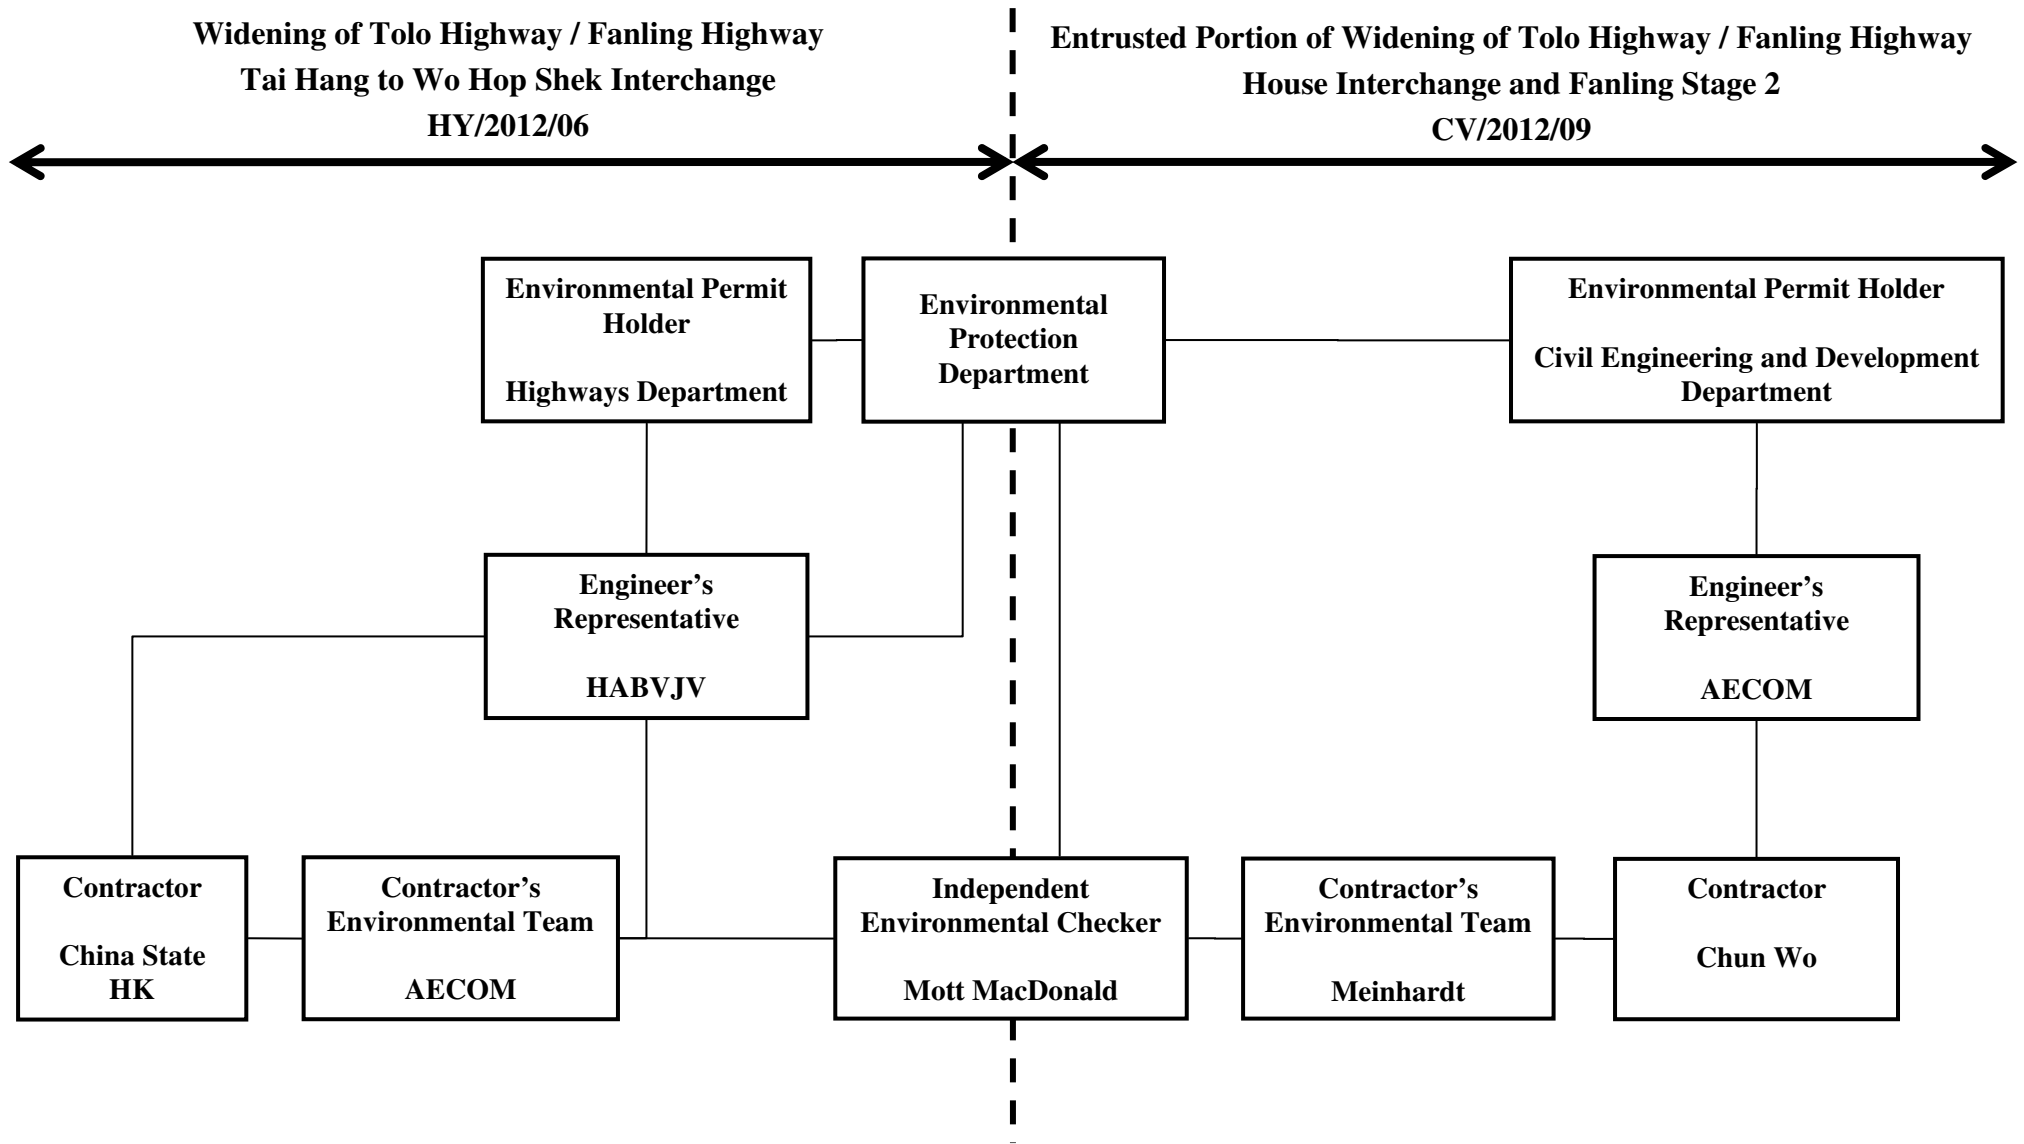 Widening of Tolo Highway / Fanling Highway
Tai Hang to Wo Hop Shek Interchange
HY/2012/06
Entrusted Portion of Widening of Tolo Highway / Fanling Highway
House Interchange and Fanling Stage 2
CV/2012/09
Environmental Permit
Holder
Highways Department
Environmental
Protection
Department
Environmental Permit Holder
Civil Engineering and Development
Department
Engineer’s
Representative
HABVJV
Engineer’s
Representative
AECOM
Contractor
China State
HK
Contractor’s
Environmental Team
AECOM
Independent
Environmental Checker
Mott MacDonald
Contractor’s
Environmental Team
Meinhardt
Contractor
Chun Wo